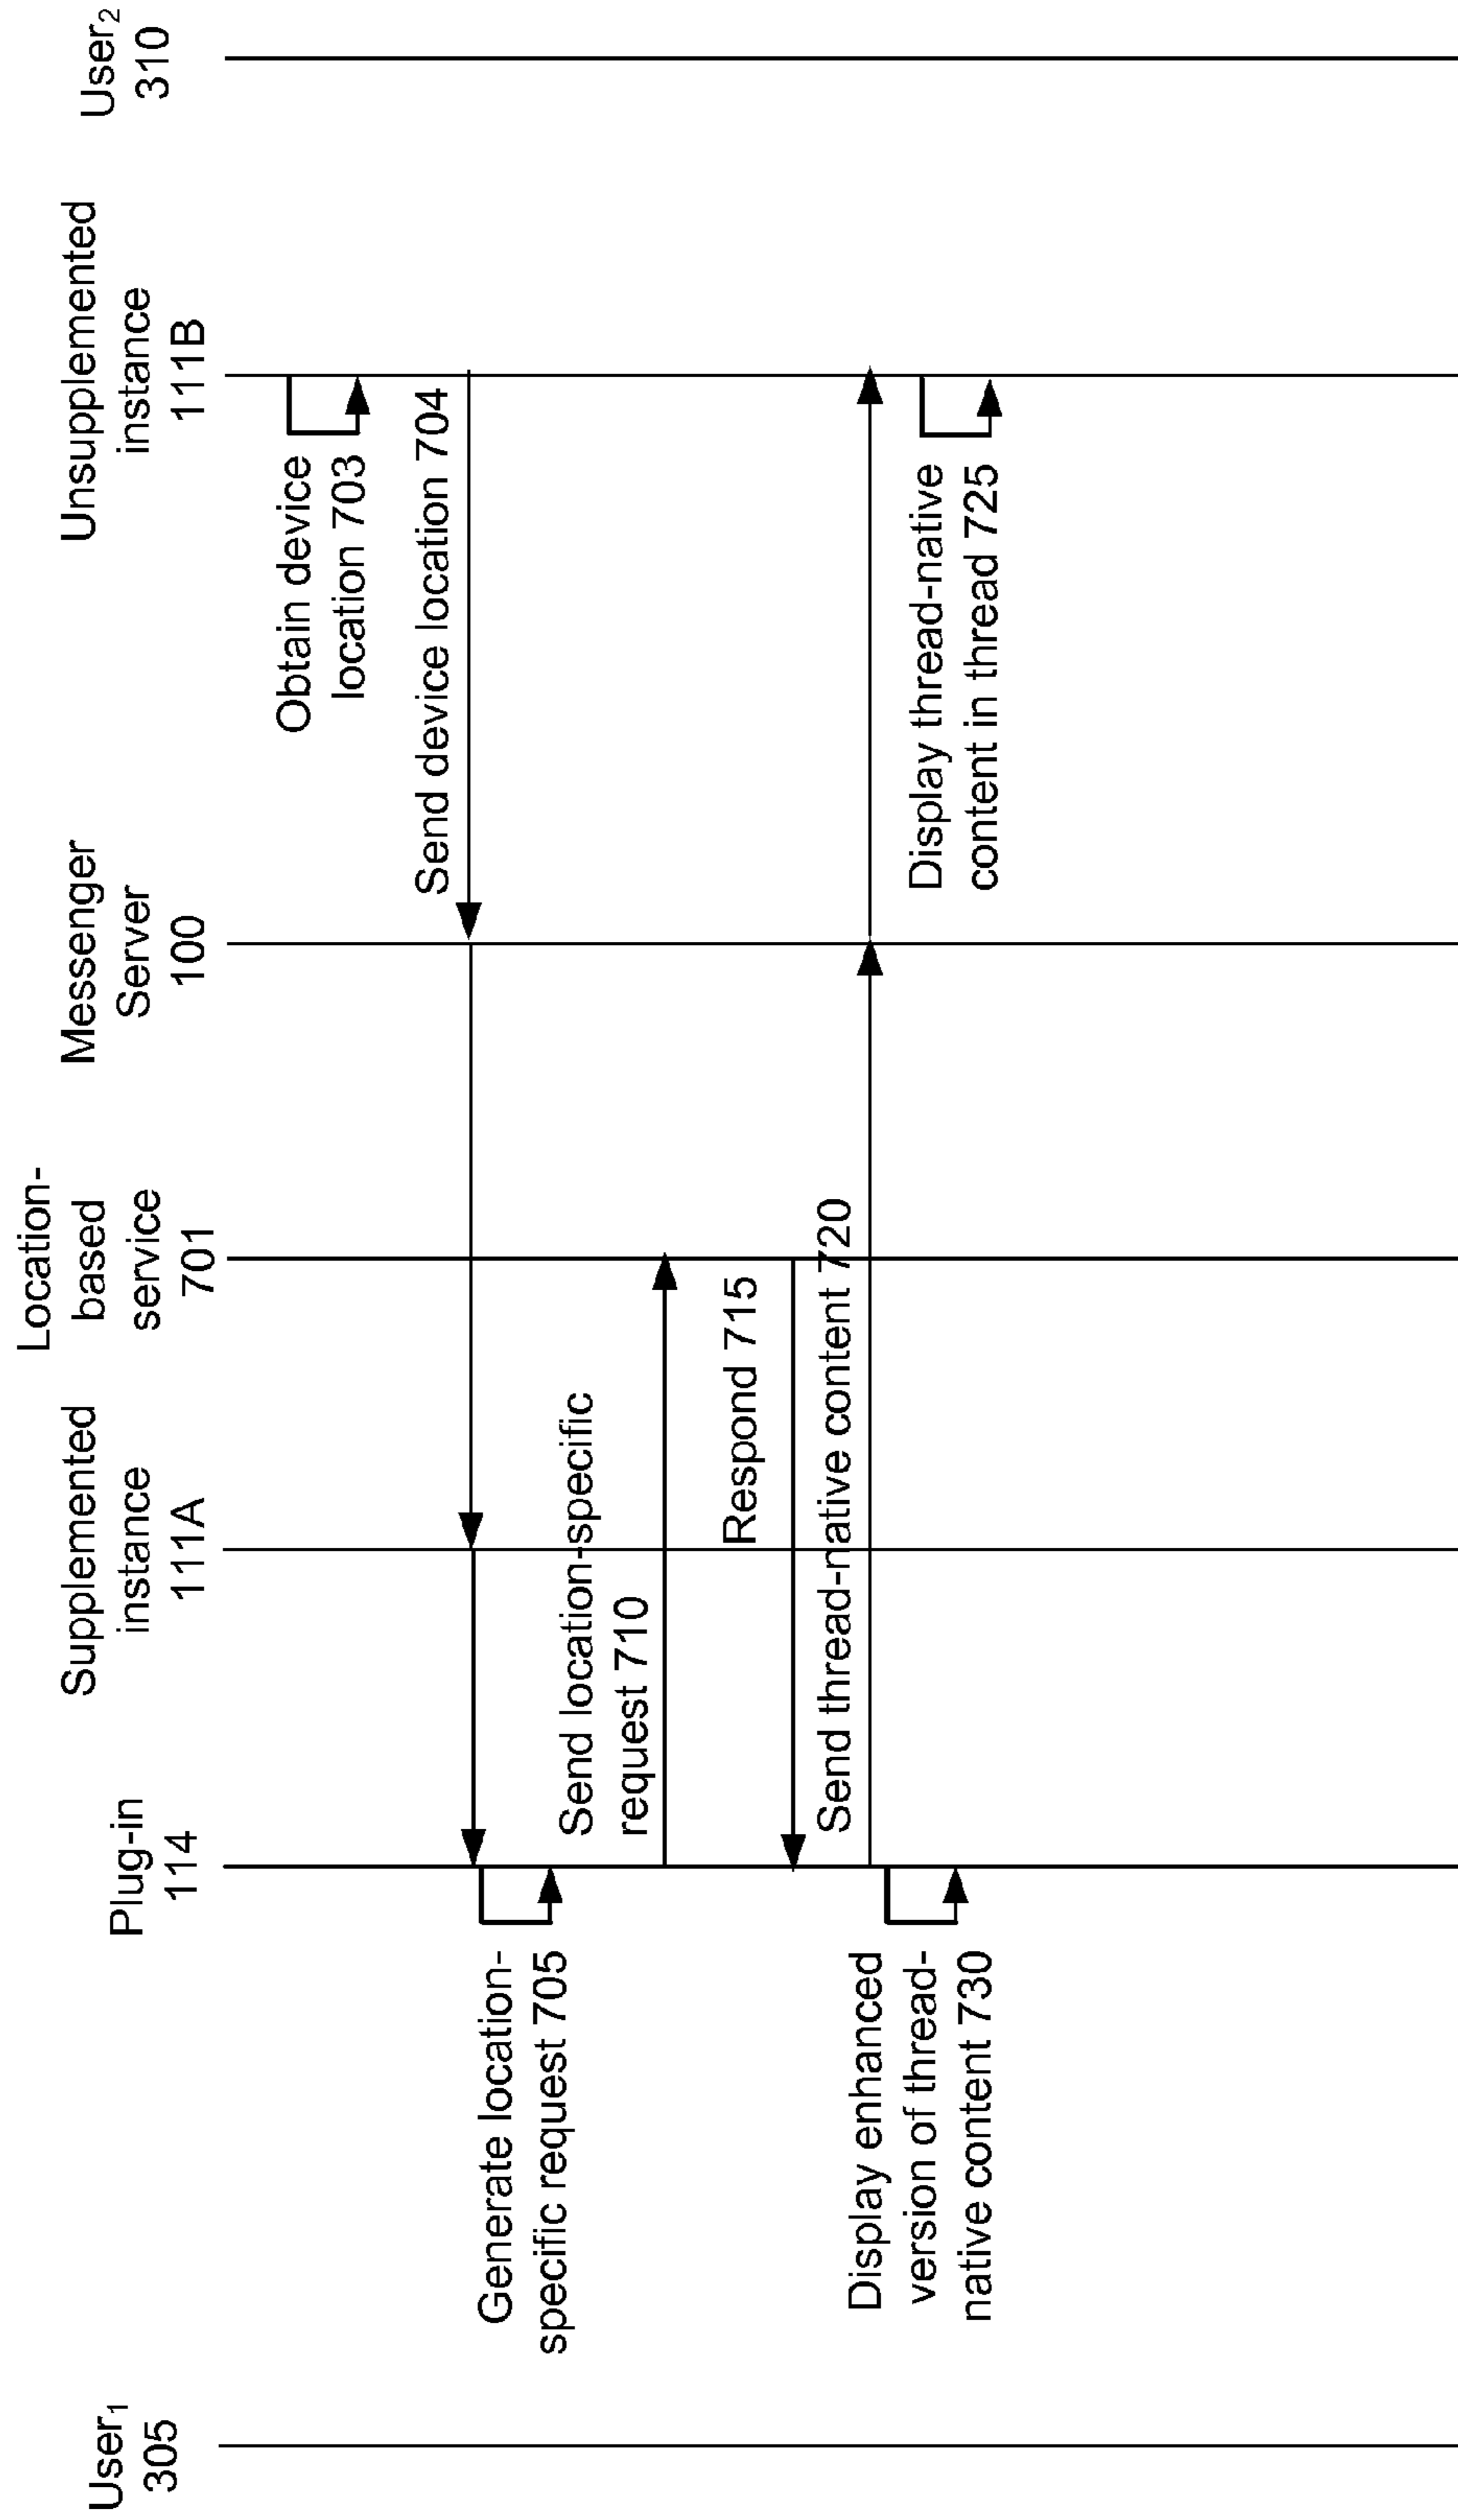 User₁
305
Plug-in
114
Supplemented
instance
111A
Location-
based
service
701
Messenger
Server
100
Unsupplemented
instance
111B
User₂
310
Obtain device
location 703
Send device location 704
Generate location-
specific request 705
Send location-specific
request 710
Respond 715
Send thread-native content 720
Display enhanced
version of thread-
native content 730
Display thread-native
content in thread 725